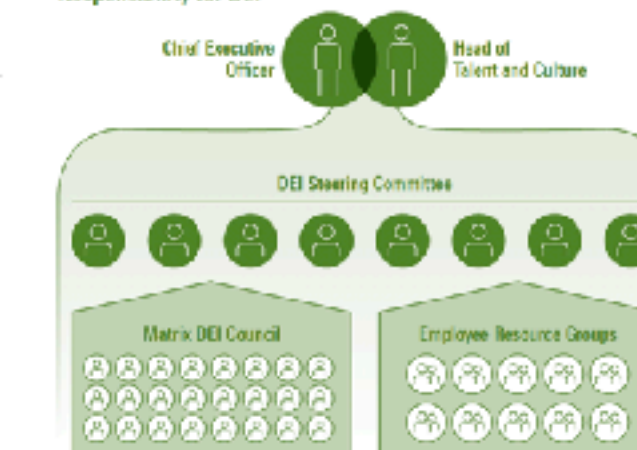 Chief Executive
Officer
Head of
Talent and Culture
DEI Steering Committee
Matrix DEI Council
Employee Resource Groups